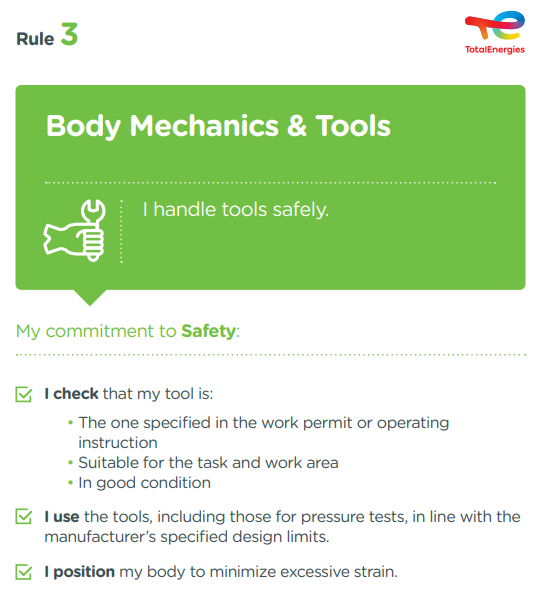 Rule 3
TotalEnergies
Body Mechanics & Tools
I handle tools safely.
My commitment to Safety:
I check that my tool is:
• The one specified in the work permit or operating
instruction
• Suitable for the task and work area
• In good condition
I use the tools, including those for pressure tests, in line with the
manufacturer’s specified design limits.
I position my body to minimize excessive strain.